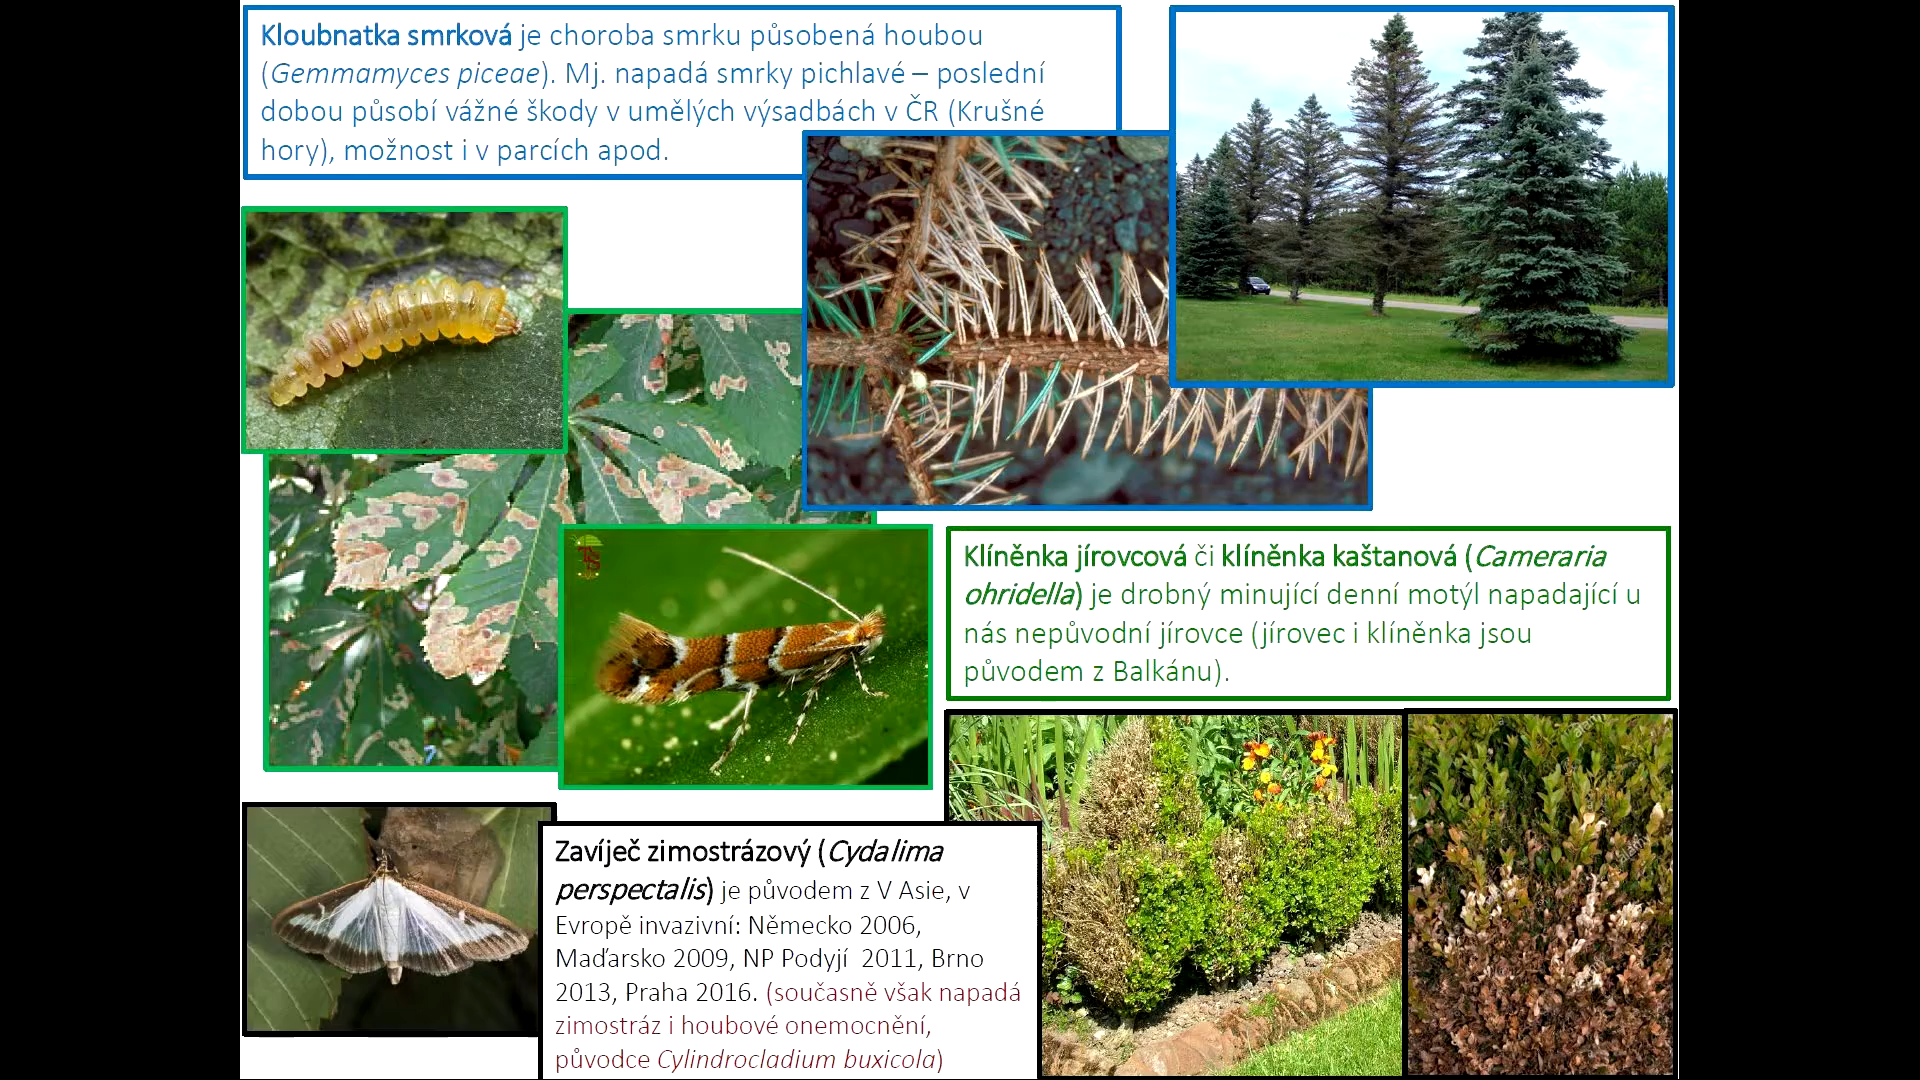 Kloubnatka smrková je choroba smrku působená houbou
(Gemmamyces piceae). Mj. napadá smrky pichlavé – poslední
dobou působí vážné škody v umělých výsadbách v ČR (Krušné
hory), možnost i v parcích apod.
Klíněnka jírovcová či klíněnka kaštanová (Cameraria
ohridella) je drobný minující denní motýl napadající u
nás nepůvodní jírovce (jírovec i klíněnka jsou
původem z Balkánu).
Zavíječ zimostrázový (Cydalima
perspectalis) je původem z V Asie, v
Evropě invazivní: Německo 2006,
Maďarsko 2009, NP Podyjí 2011, Brno
2013, Praha 2016. (současně však napadá
zimostráz i houbové onemocnění,
původce Cylindrocladium buxicola)